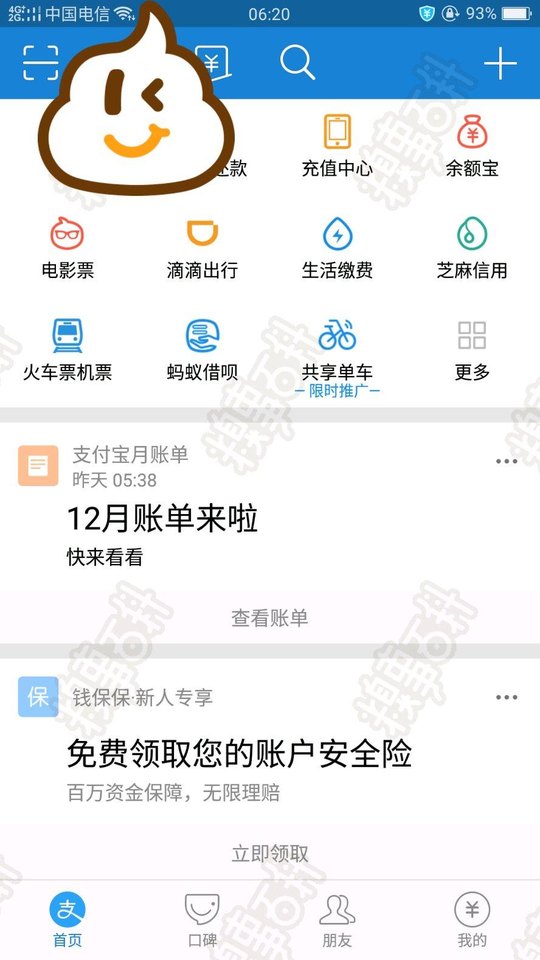 4G 2G 中国电信 06:20 93%
还款 充值中心 余额宝
电影票 滴滴出行 生活缴费 芝麻信用
火车票机票 蚂蚁借呗 共享单车 更多
限时推广
支付宝月账单
昨天 05:38
12月账单来啦
快来看看
查看账单
保 钱保保·新人专享
免费领取您的账户安全险
百万资金保障，无限理赔
立即领取
支 ¥
首页 口碑 朋友 我的
糗事百科